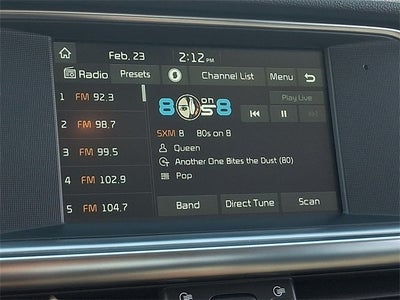 Feb. 23 2:12 PM
Radio Presets Channel List Menu
1 FM 92.3
2 FM 98.7
3 FM 99.5
4 FM 102.9
5 FM 104.7
80s on 8
Play Live
SXM 8 80s on 8
Queen
Another One Bites the Dust (80)
Pop
Band Direct Tune Scan